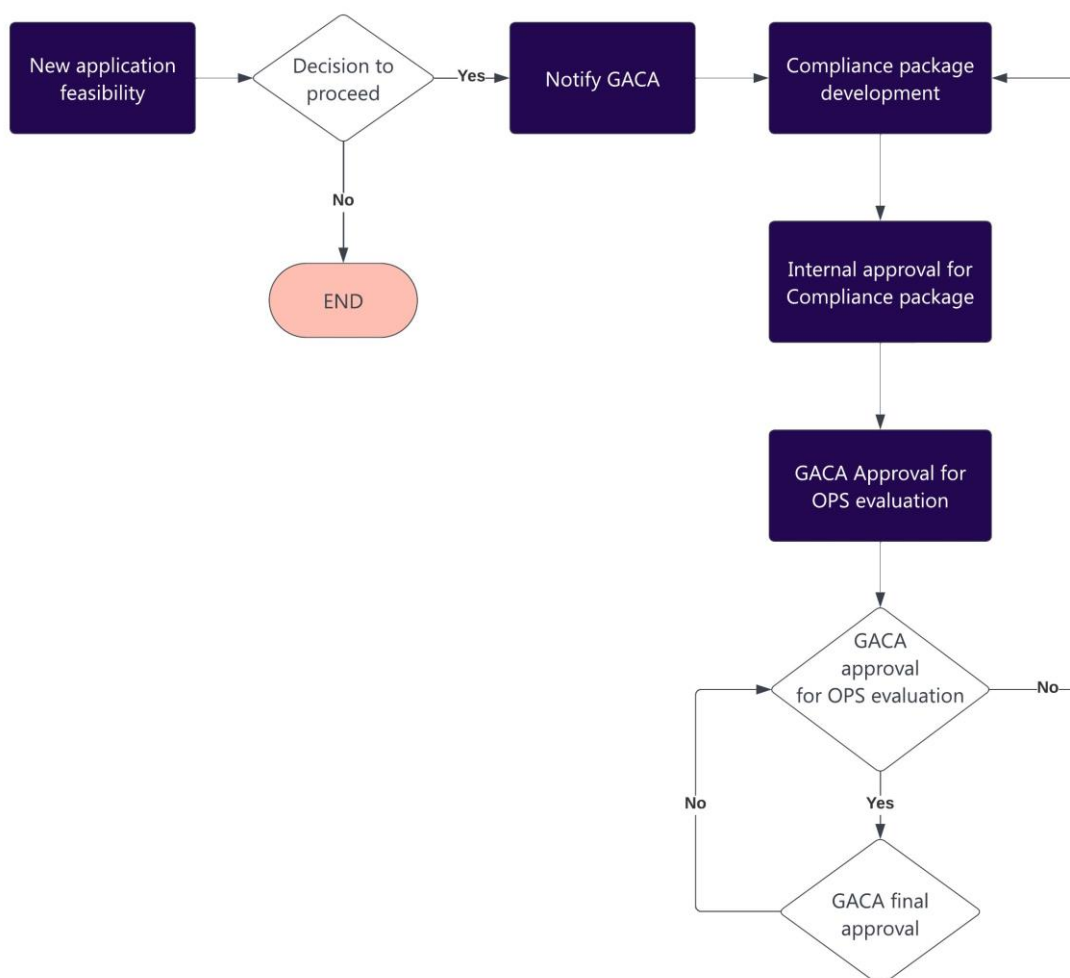 New application
feasibility
Decision to
proceed
Yes
Notify GACA
Compliance package
development
No
END
Internal approval for
Compliance package
GACA Approval for
OPS evaluation
GACA
approval
for OPS evaluation
No
No
Yes
GACA final
approval